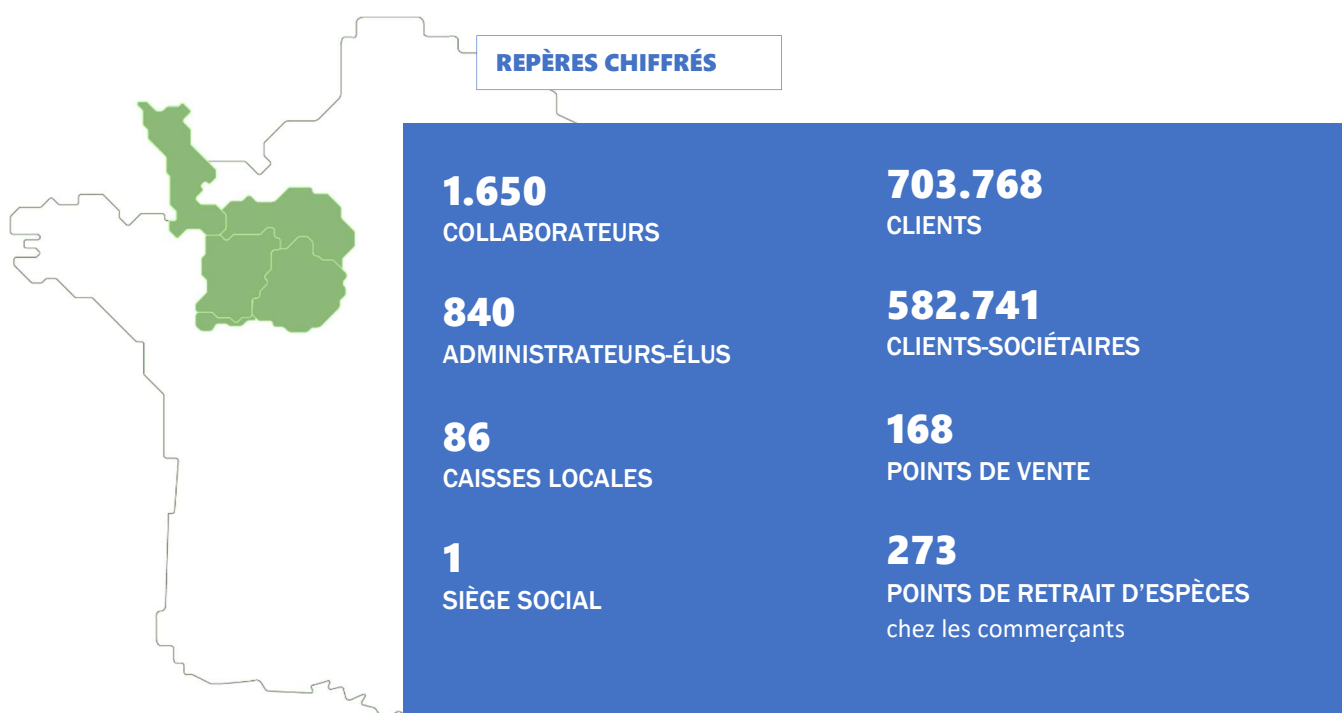 REPÈRES CHIFFRÉS
1.650
COLLABORATEURS
840
ADMINISTRATEURS-ÉLUS
86
CAISSES LOCALES
1
SIÈGE SOCIAL
703.768
CLIENTS
582.741
CLIENTS-SOCIÉTAIRES
168
POINTS DE VENTE
273
POINTS DE RETRAIT D’ESPÈCES
chez les commerçants